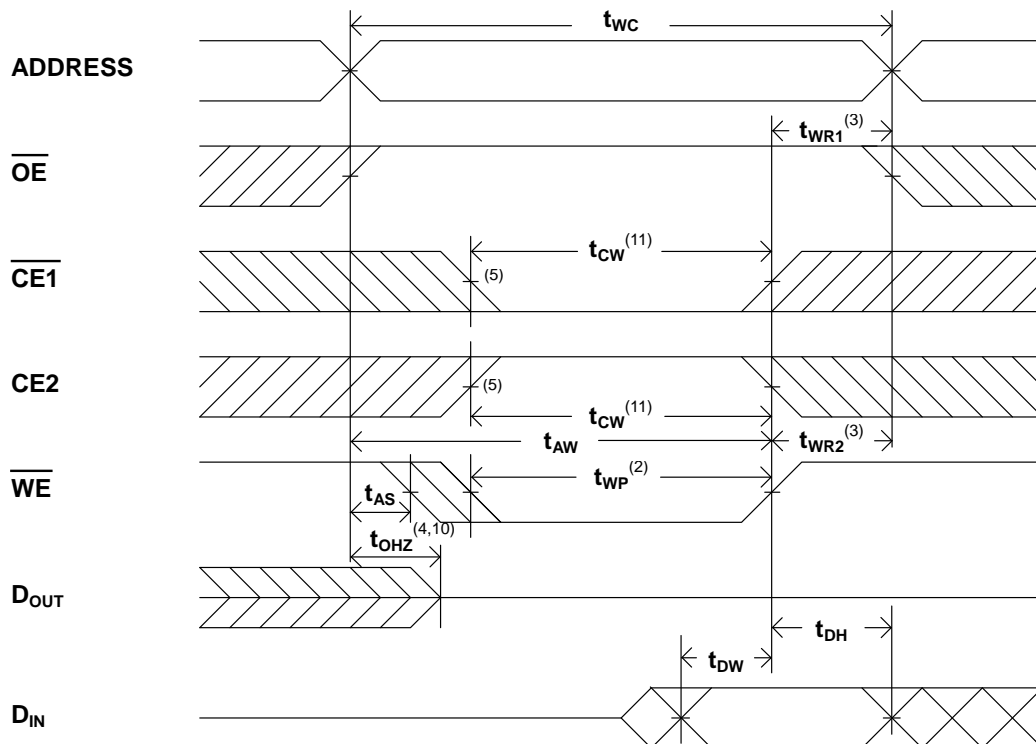 tWC
ADDRESS
tWR1(3)
OE
tCW(11)
CE1
(5)
CE2
(5)
tCW(11)
tAW
tWR2(3)
WE
tWP(2)
tAS
tOHZ(4,10)
DOUT
tDH
tDW
DIN